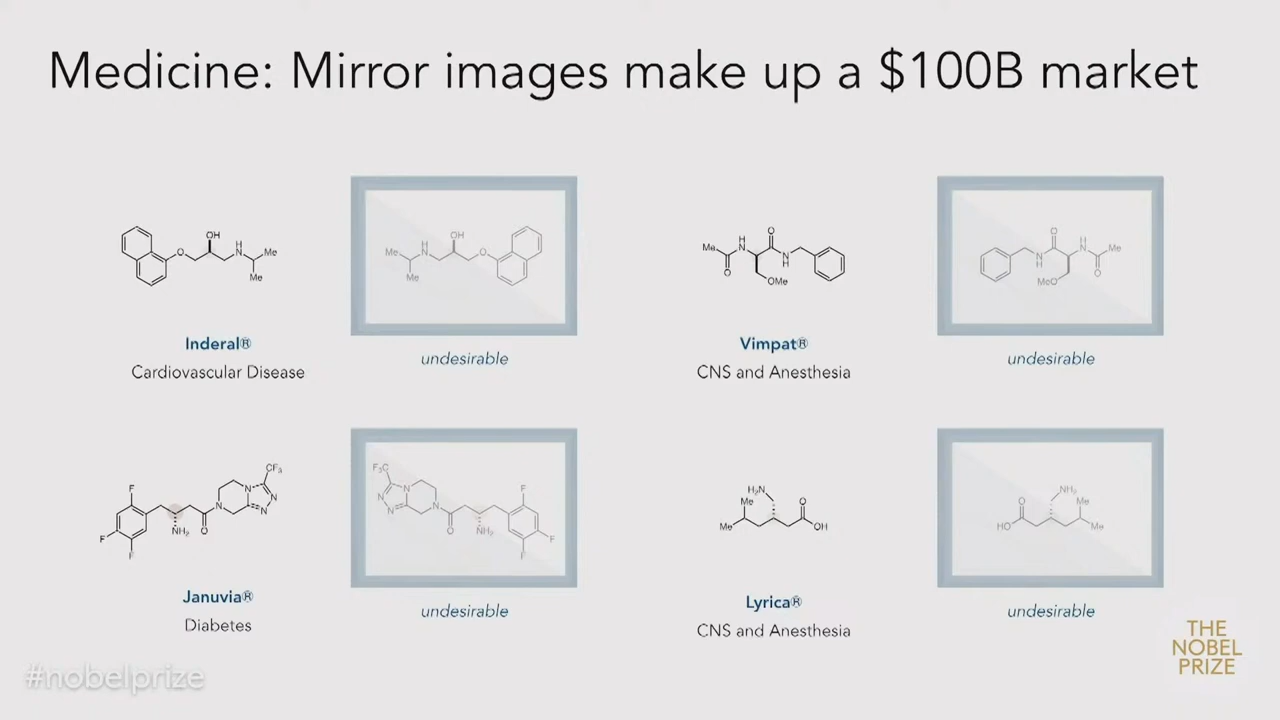 Medicine: Mirror images make up a $100B market
OH
O
H
N
Me
Me
Inderal®
Cardiovascular Disease
Me
H
N
OH
O
Me
undesirable
Me
H
N
O
O
N
H
OMe
Vimpat®
CNS and Anesthesia
O
H
N
Me
N
H
O
MeO
undesirable
F
F
F
NH₂
O
N
N
CF₃
N
N
Januvia®
Diabetes
F₃C
N
N
N
N
O
NH₂
F
F
F
undesirable
H₂N
Me
Me
O
OH
Lyrica®
CNS and Anesthesia
O
HO
NH₂
Me
Me
undesirable
#nobelprize
THE
NOBEL
PRIZE